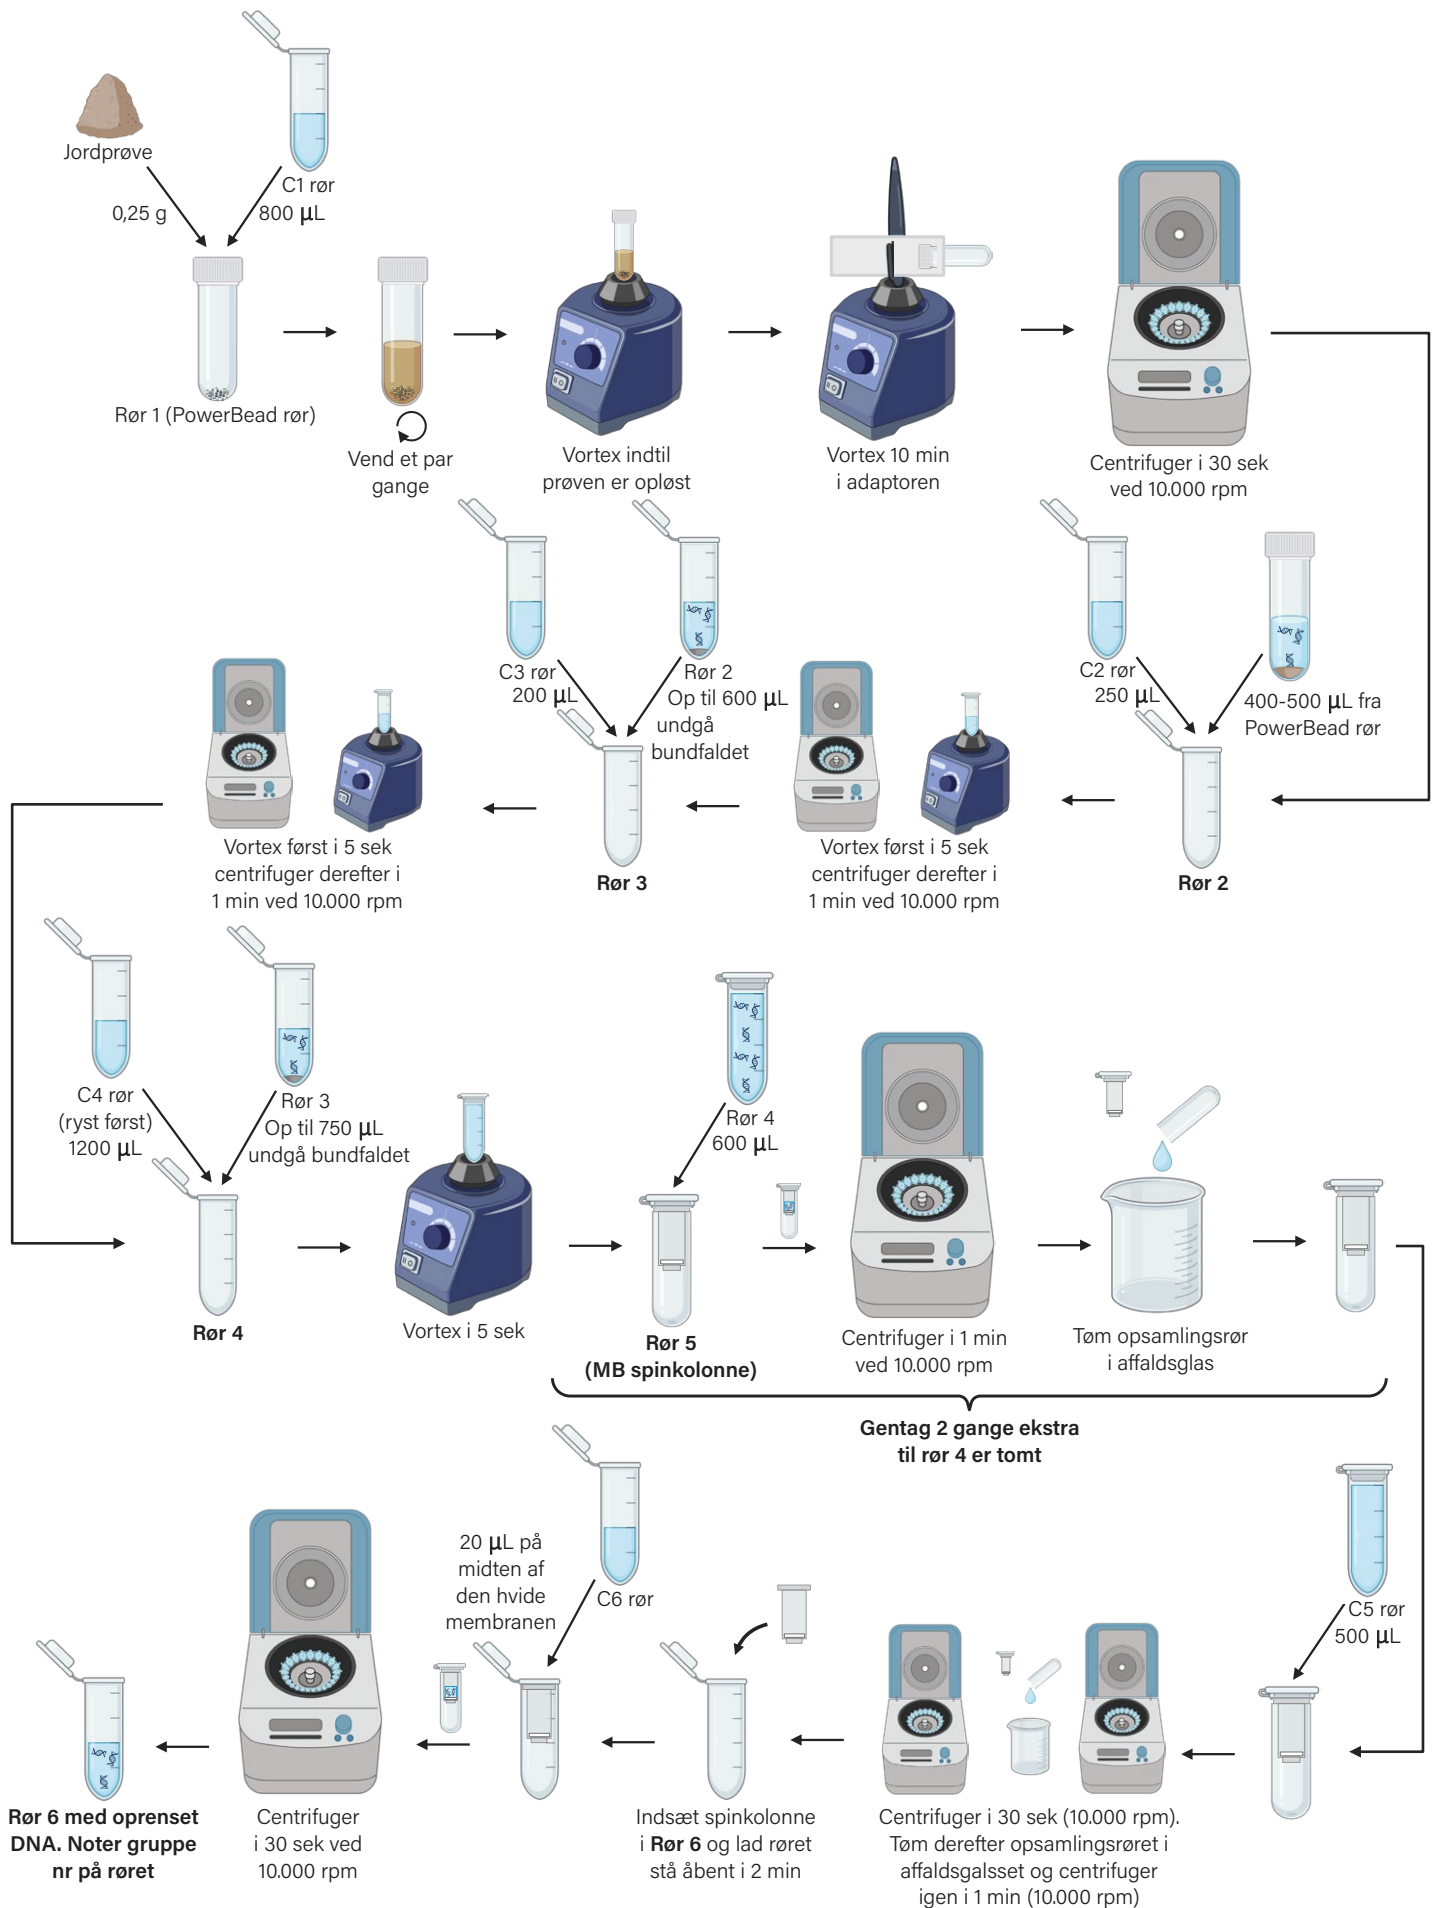 Jordprøve
0,25 g
C1 rør
800 µL
Rør 1 (PowerBead rør)
Vend et par
gange
Vortex indtil
prøven er opløst
Vortex 10 min
i adaptoren
Centrifuger i 30 sek
ved 10.000 rpm
C2 rør
250 µL
400-500 µL fra
PowerBead rør
Rør 2
Vortex først i 5 sek
centrifuger derefter i
1 min ved 10.000 rpm
C3 rør
200 µL
Rør 2
Op til 600 µL
undgå
bundfaldet
Rør 3
Vortex først i 5 sek
centrifuger derefter i
1 min ved 10.000 rpm
C4 rør
(ryst først)
1200 µL
Rør 3
Op til 750 µL
undgå bundfaldet
Rør 4
Vortex i 5 sek
Rør 4
600 µL
Rør 5
(MB spinkolonne)
Centrifuger i 1 min
ved 10.000 rpm
Tøm opsamlingsrør
i affaldsglas
Gentag 2 gange ekstra
til rør 4 er tomt
C5 rør
500 µL
Centrifuger i 30 sek (10.000 rpm).
Tøm derefter opsamlingsrøret i
affaldsgalsset og centrifuger
igen i 1 min (10.000 rpm)
Indsæt spinkolonne
i Rør 6 og lad røret
stå åbent i 2 min
C6 rør
20 µL på
midten af
den hvide
membranen
Centrifuger
i 30 sek ved
10.000 rpm
Rør 6 med oprenset
DNA. Noter gruppe
nr på røret